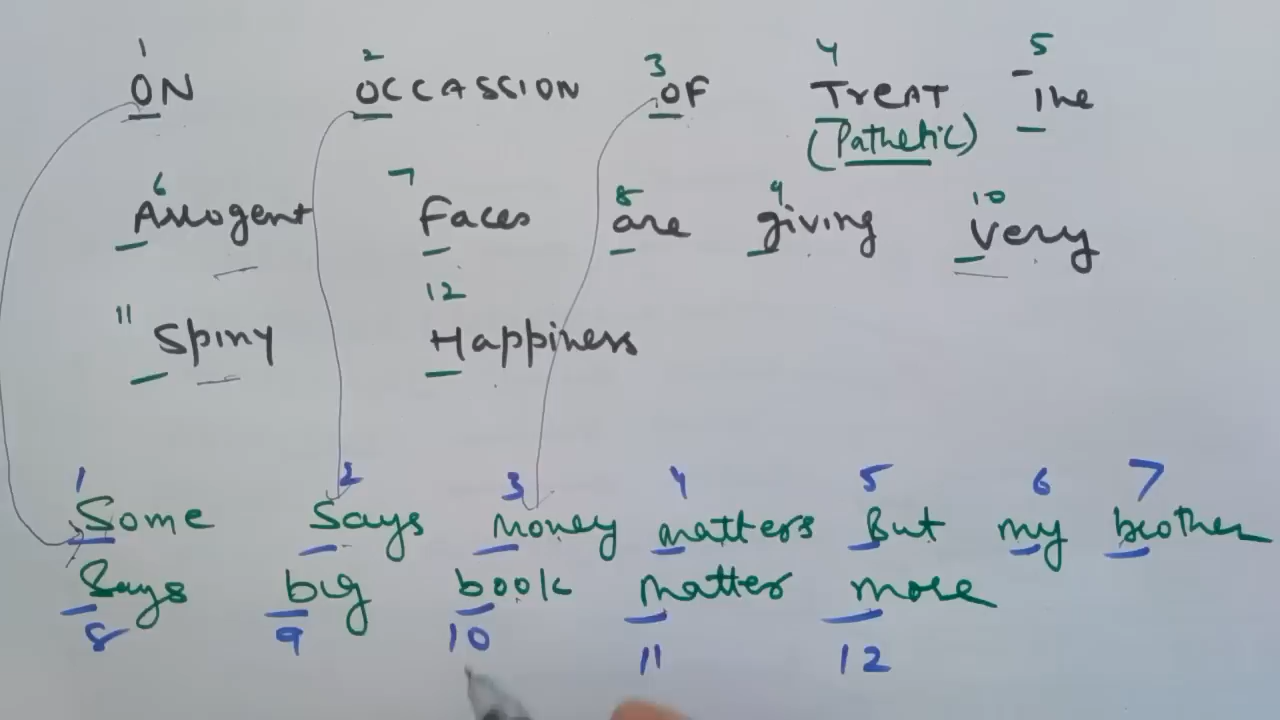 1 2 3 4 5
ON OCCASSION OF TREAT The
(Pathetic)
6 7 8 9 10
Arrogent Faces are giving very
11 12
Spiny Happiness
1 2 3 4 5 6 7
Some Says Money matters But my brother
Says big book matter more
8 9 10 11 12